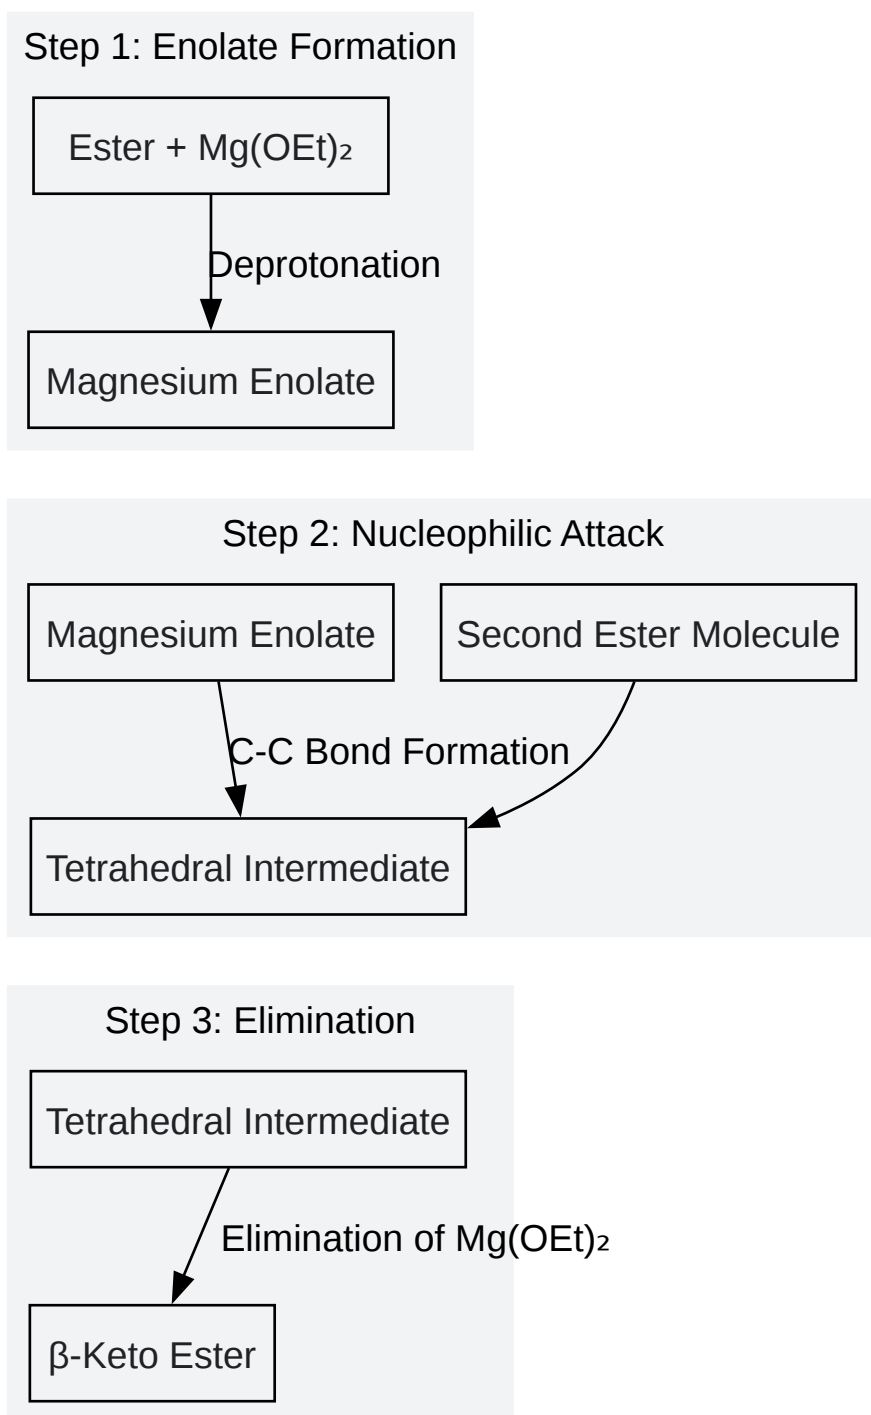 Step 1: Enolate Formation
Ester + Mg(OEt)₂
Deprotonation
Magnesium Enolate
Step 2: Nucleophilic Attack
Magnesium Enolate
Second Ester Molecule
C-C Bond Formation
Tetrahedral Intermediate
Step 3: Elimination
Tetrahedral Intermediate
Elimination of Mg(OEt)₂
β-Keto Ester